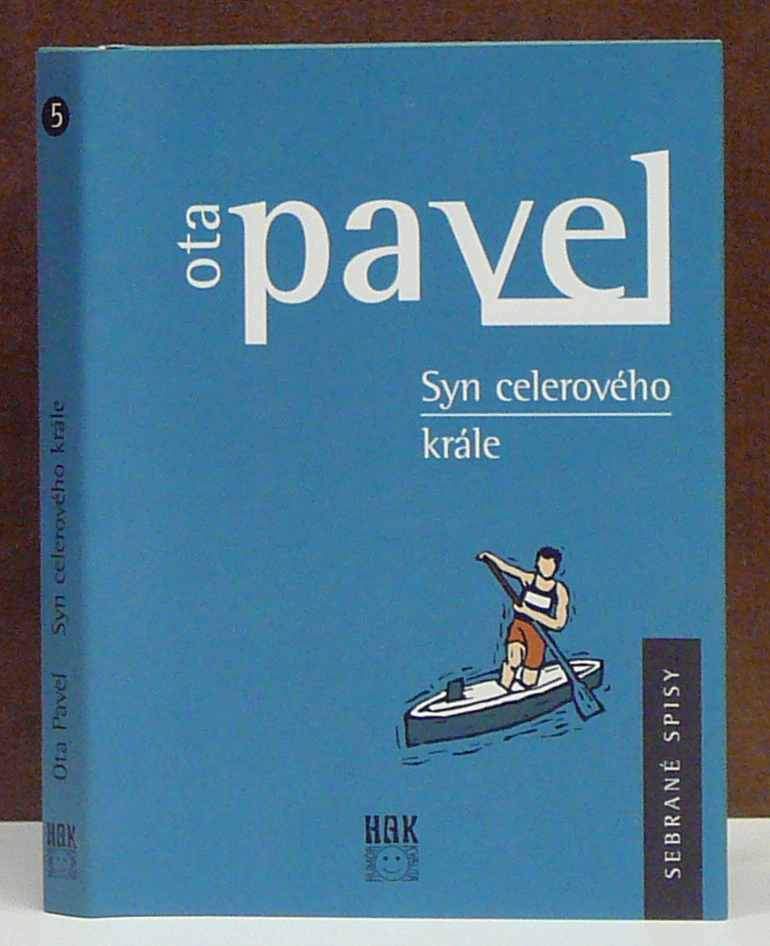 5
Ota Pavel Syn celerového krále
HAK
ota
pavel
Syn celerového
krále
SEBRANÉ SPISY
HAK